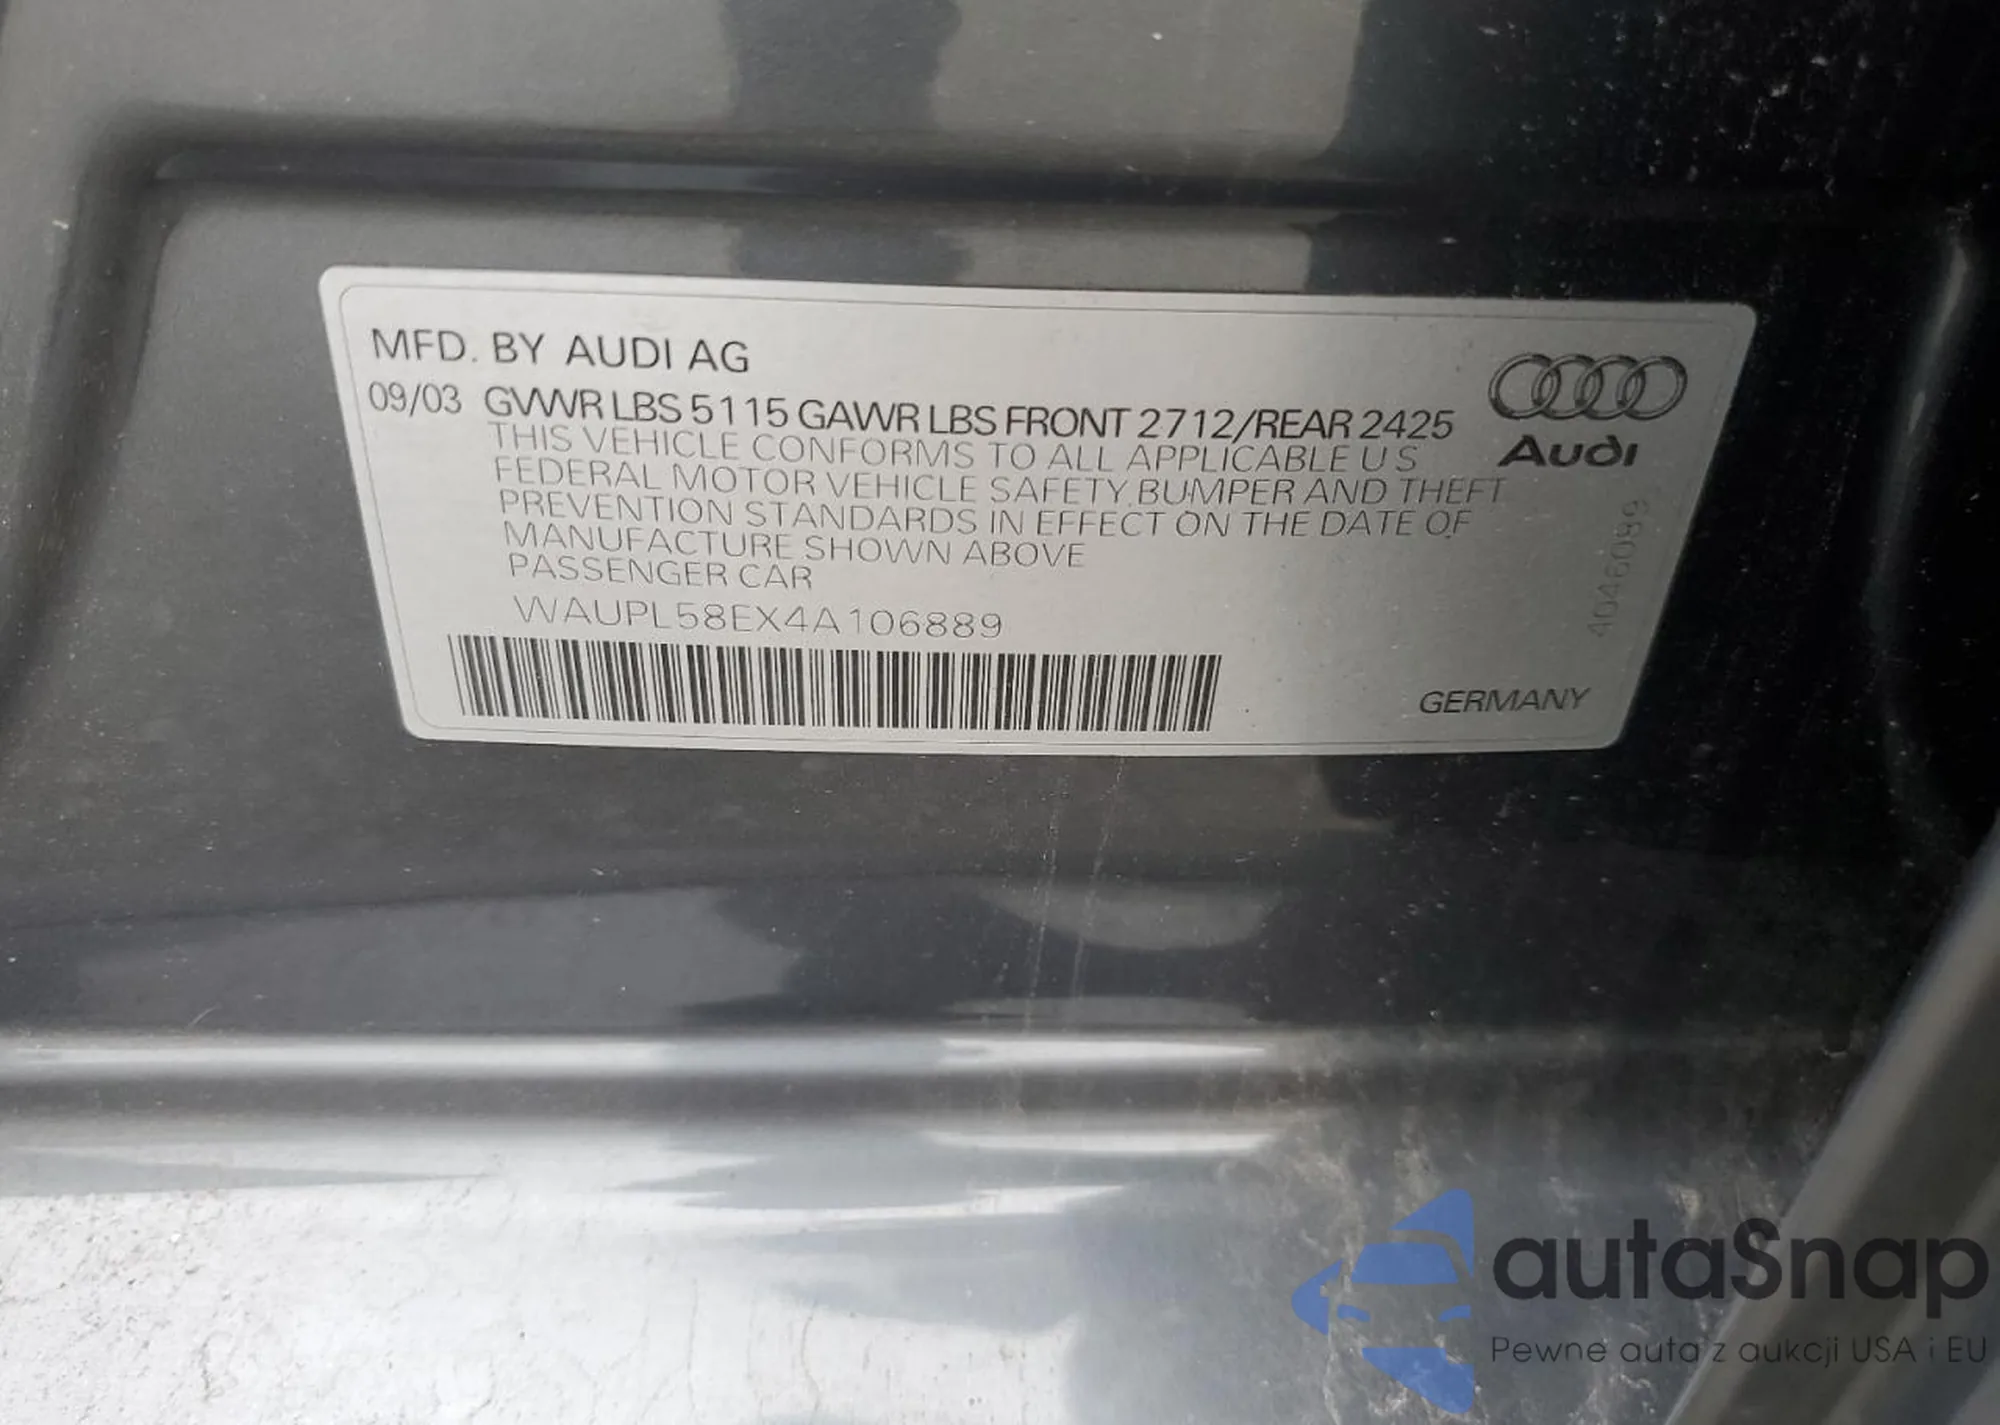 MFD. BY AUDI AG
09/03 GVWR LBS 5115 GAWR LBS FRONT 2712/REAR 2425
Audi
THIS VEHICLE CONFORMS TO ALL APPLICABLE U S
FEDERAL MOTOR VEHICLE SAFETY, BUMPER AND THEFT
PREVENTION STANDARDS IN EFFECT ON THE DATE OF
MANUFACTURE SHOWN ABOVE
PASSENGER CAR
WAUPL58EX4A106889
4046089
GERMANY
autaSnap
Pewne auta z aukcji USA i EU